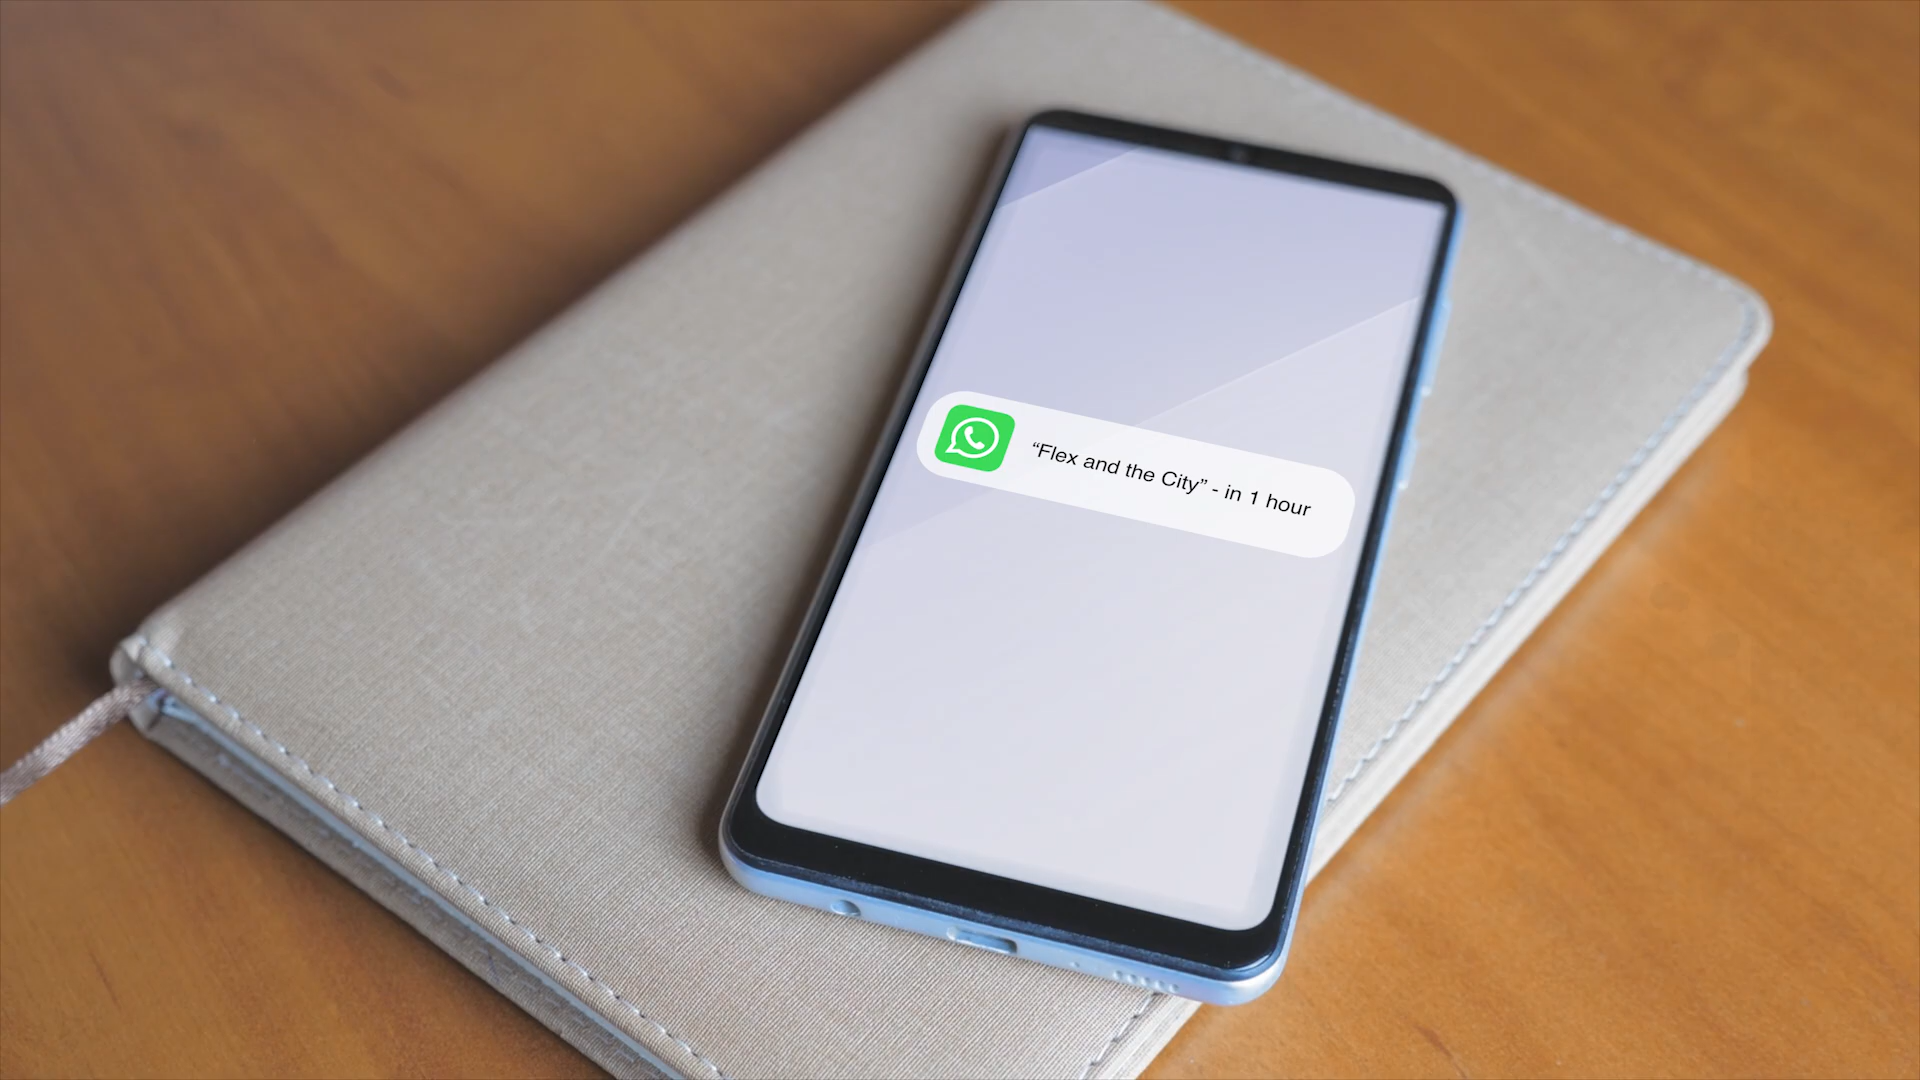 “Flex and the City” - in 1 hour